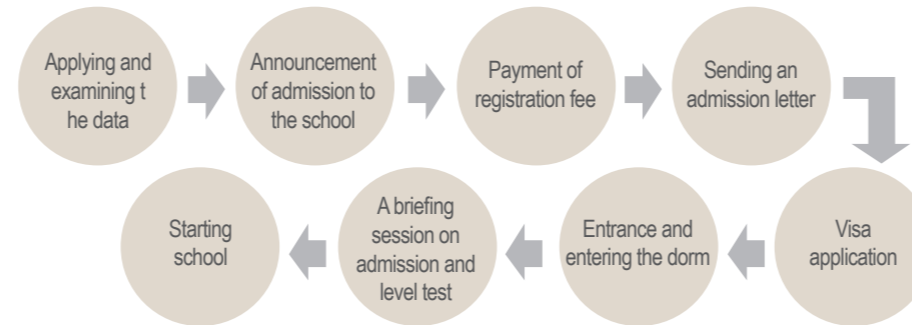 Applying and
examining t
he data
Announcement
of admission to
the school
Payment of
registration fee
Sending an
admission letter
Visa
application
Entrance and
entering the dorm
A briefing
session on
admission and
level test
Starting
school